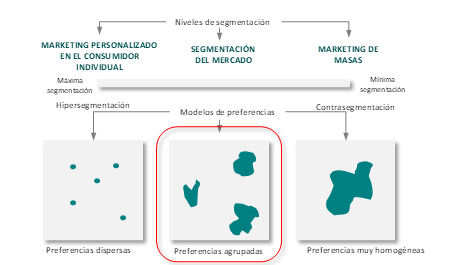 Niveles de segmentación
MARKETING PERSONALIZADO
EN EL CONSUMIDOR
INDIVIDUAL
SEGMENTACIÓN
DEL MERCADO
MARKETING DE
MASAS
Máxima
segmentación
Mínima
segmentación
Hipersegmentación
Modelos de preferencias
Contrasegmentación
Preferencias dispersas
Preferencias agrupadas
Preferencias muy homogéneas